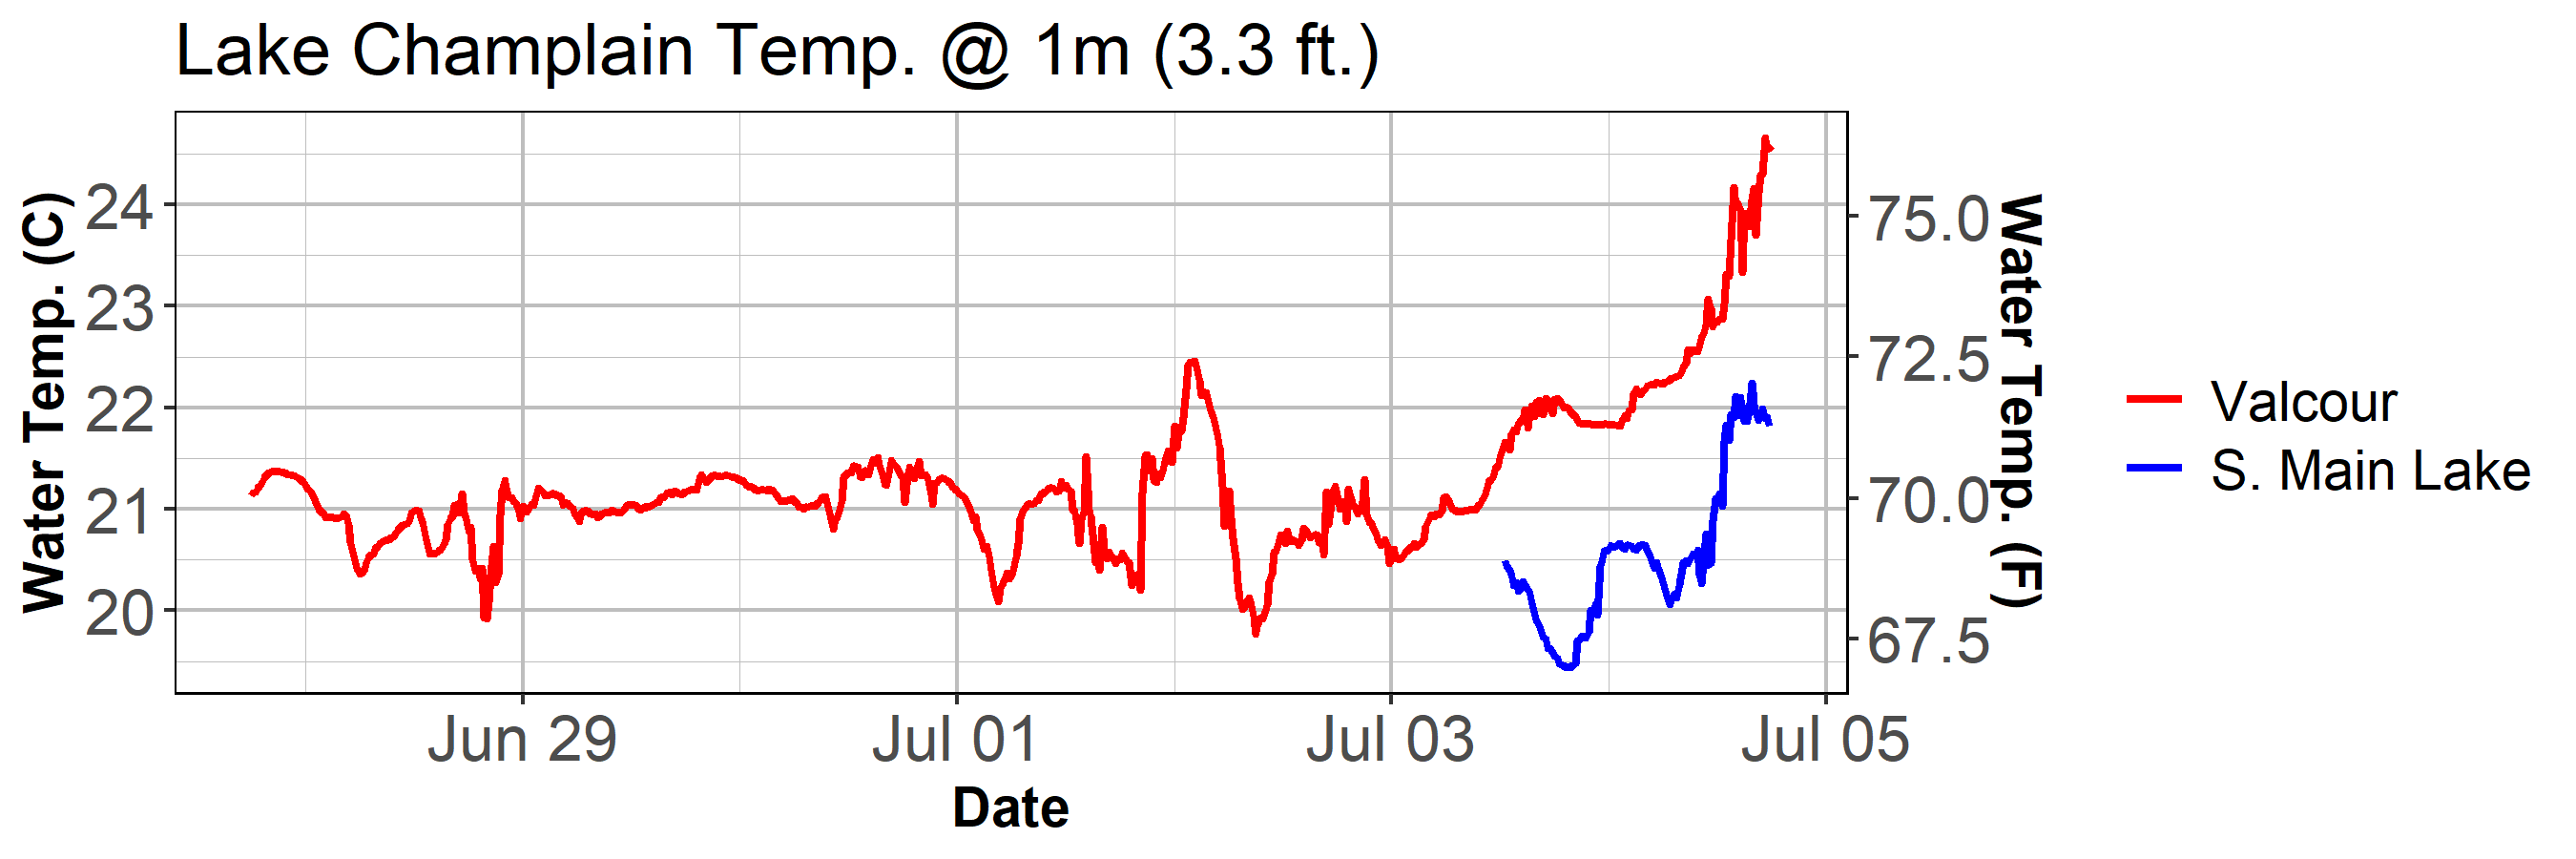 Lake Champlain Temp. @ 1m (3.3 ft.)
Water Temp. (C)
24
23
22
21
20
75.0
72.5
70.0
67.5
Water Temp. (F)
Valcour
S. Main Lake
Jun 29
Jul 01
Jul 03
Jul 05
Date